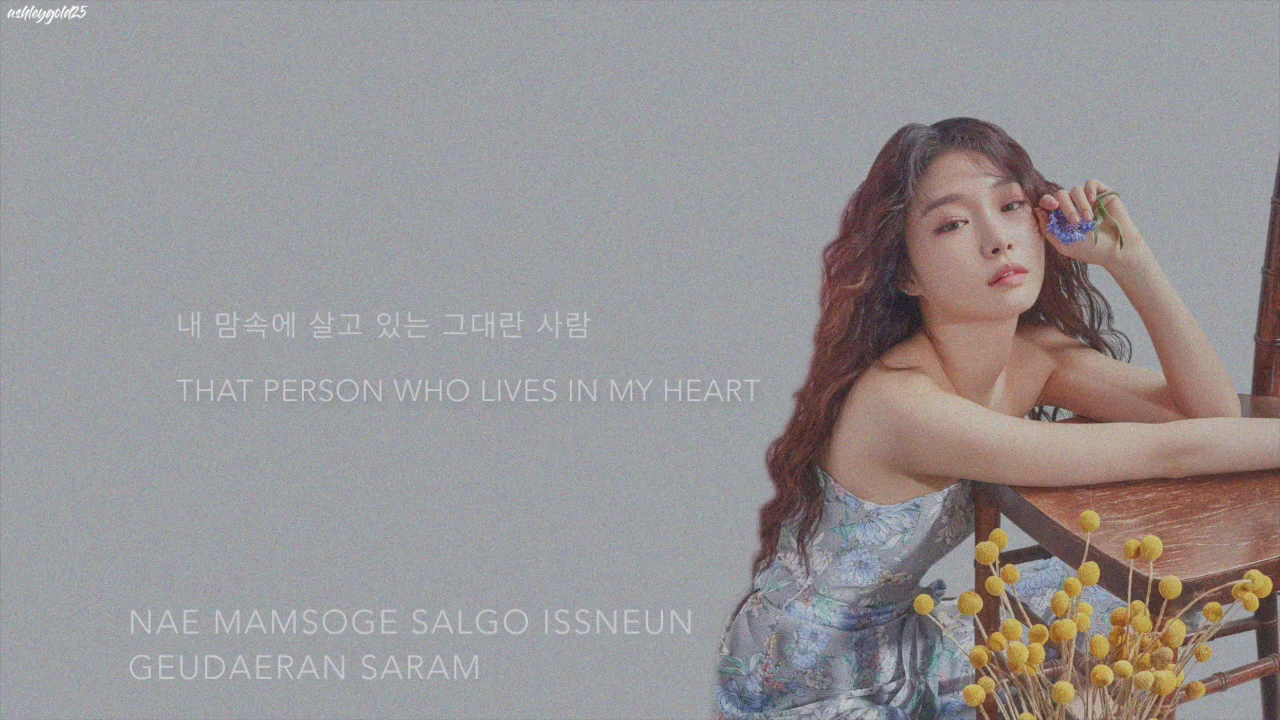 ashleygold25
내 맘속에 살고 있는 그대란 사람
THAT PERSON WHO LIVES IN MY HEART
NAE MAMSOGE SALGO ISSNEUN
GEUDAERAN SARAM